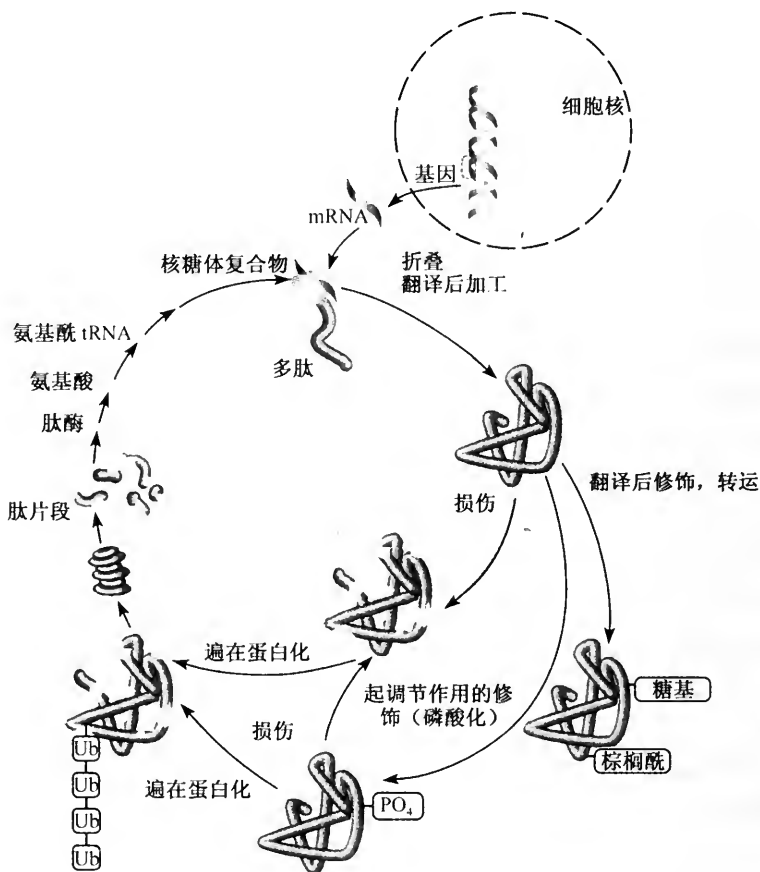 细胞核
基因
mRNA
核糖体复合物
折叠
翻译后加工
氨基酰 tRNA
多肽
氨基酸
肽酶
翻译后修饰，转运
损伤
肽片段
遍在蛋白化
起调节作用的修
饰（磷酸化）
糖基
损伤
棕榈酰
Ub
遍在蛋白化
PO₄
Ub
Ub
Ub